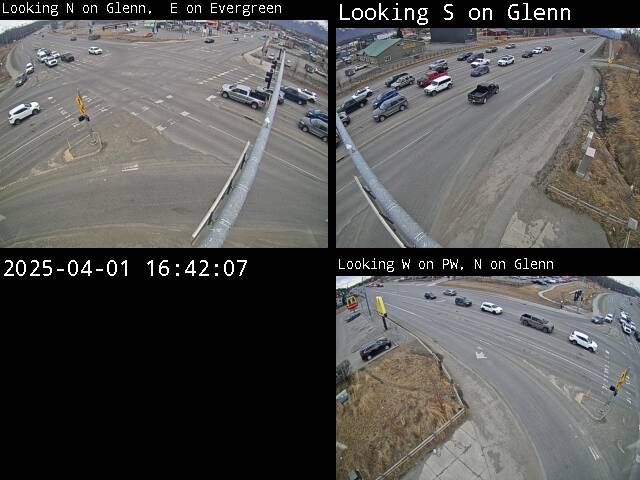 Looking N on Glenn,  E on Evergreen
Looking S on Glenn
2025-04-01 16:42:07
Looking W on PW, N on Glenn